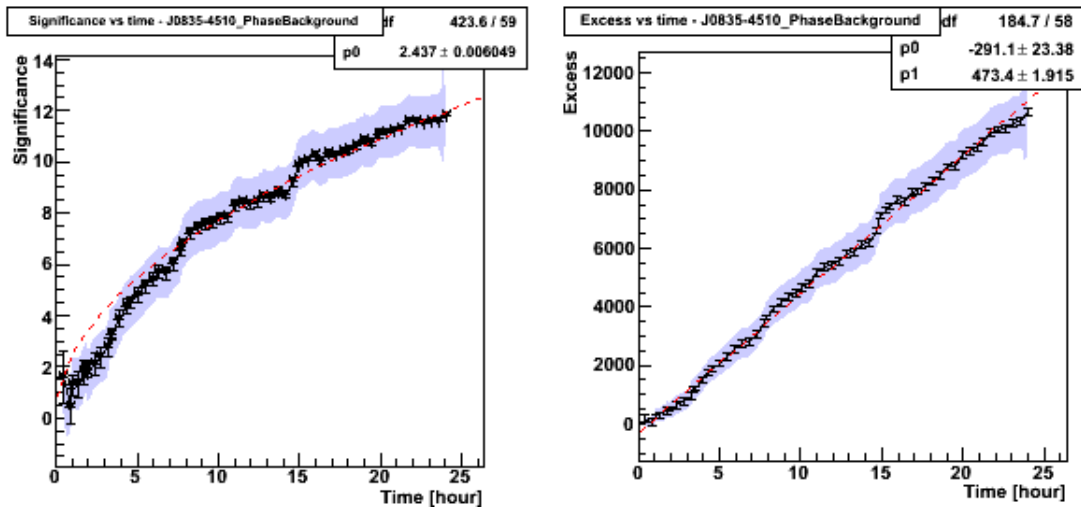 Significance vs time - J0835-4510_PhaseBackground
df 423.6 / 59
p0 2.437 ± 0.006049
Significance
14
12
10
8
6
4
2
0
0 5 10 15 20 25
Time [hour]
Excess vs time - J0835-4510_PhaseBackground
df 184.7 / 58
p0 -291.1 ± 23.38
p1 473.4 ± 1.915
Excess
12000
10000
8000
6000
4000
2000
0
0 5 10 15 20 25
Time [hour]